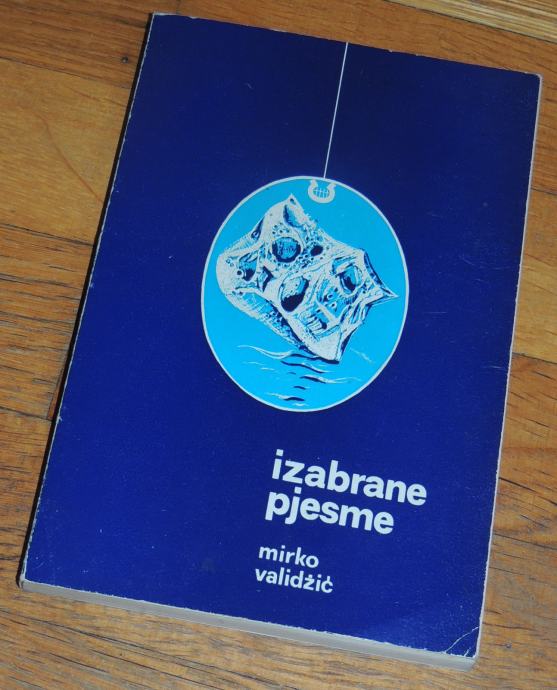 izabrane
pjesme
mirko
validžić